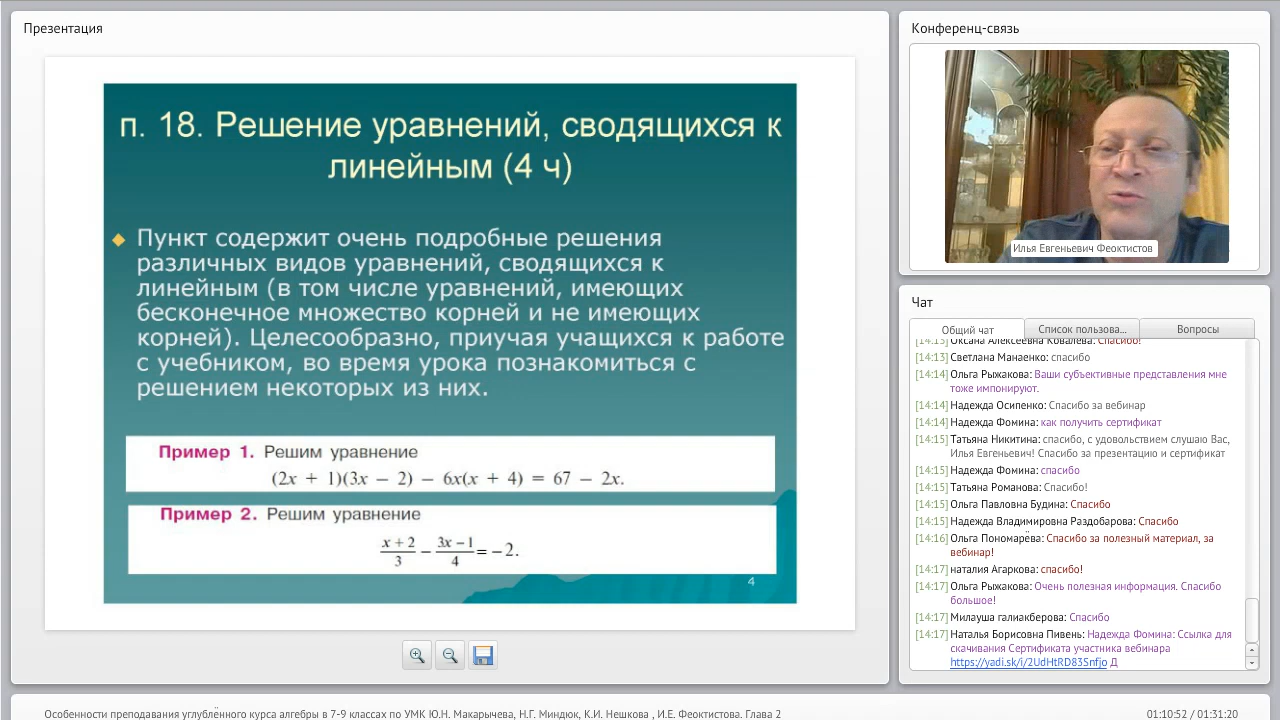 Презентация
п. 18. Решение уравнений, сводящихся к
линейным (4 ч)
Пункт содержит очень подробные решения
различных видов уравнений, сводящихся к
линейным (в том числе уравнений, имеющих
бесконечное множество корней и не имеющих
корней). Целесообразно, приучая учащихся к работе
с учебником, во время урока познакомиться с
решением некоторых из них.
Пример 1. Решим уравнение
(2x + 1)(3x − 2) − 6x(x + 4) = 67 − 2x.
Пример 2. Решим уравнение
(x + 2)/3 − (3x − 1)/4 = −2.
4
Конференц-связь
Илья Евгеньевич Феоктистов
Чат
Общий чат Список пользова... Вопросы
[14:13] Оксана Алексеевна Ковалева: Спасибо!
[14:13] Светлана Манаенко: спасибо
[14:14] Ольга Рыжакова: Ваши субъективные представления мне
тоже импонируют.
[14:14] Надежда Осипенко: Спасибо за вебинар
[14:14] Надежда Фомина: как получить сертификат
[14:15] Татьяна Никитина: спасибо, с удовольствием слушаю Вас,
Илья Евгеньевич! Спасибо за презентацию и сертификат
[14:15] Надежда Фомина: спасибо
[14:15] Татьяна Романова: Спасибо!
[14:15] Ольга Павловна Будина: Спасибо
[14:15] Надежда Владимировна Раздобарова: Спасибо
[14:16] Ольга Пономарёва: Спасибо за полезный материал, за
вебинар!
[14:17] наталия Агаркова: спасибо!
[14:17] Ольга Рыжакова: Очень полезная информация. Спасибо
большое!
[14:17] Милауша галиакберова: Спасибо
[14:17] Наталья Борисовна Пивень: Надежда Фомина: Ссылка для
скачивания Сертификата участника вебинара
https://yadi.sk/i/2UdHtRD83Snfjo Д
Особенности преподавания углублённого курса алгебры в 7-9 классах по УМК Ю.Н. Макарычева, Н.Г. Миндюк, К.И. Нешкова , И.Е. Феоктистова. Глава 2
01:10:52 / 01:31:20